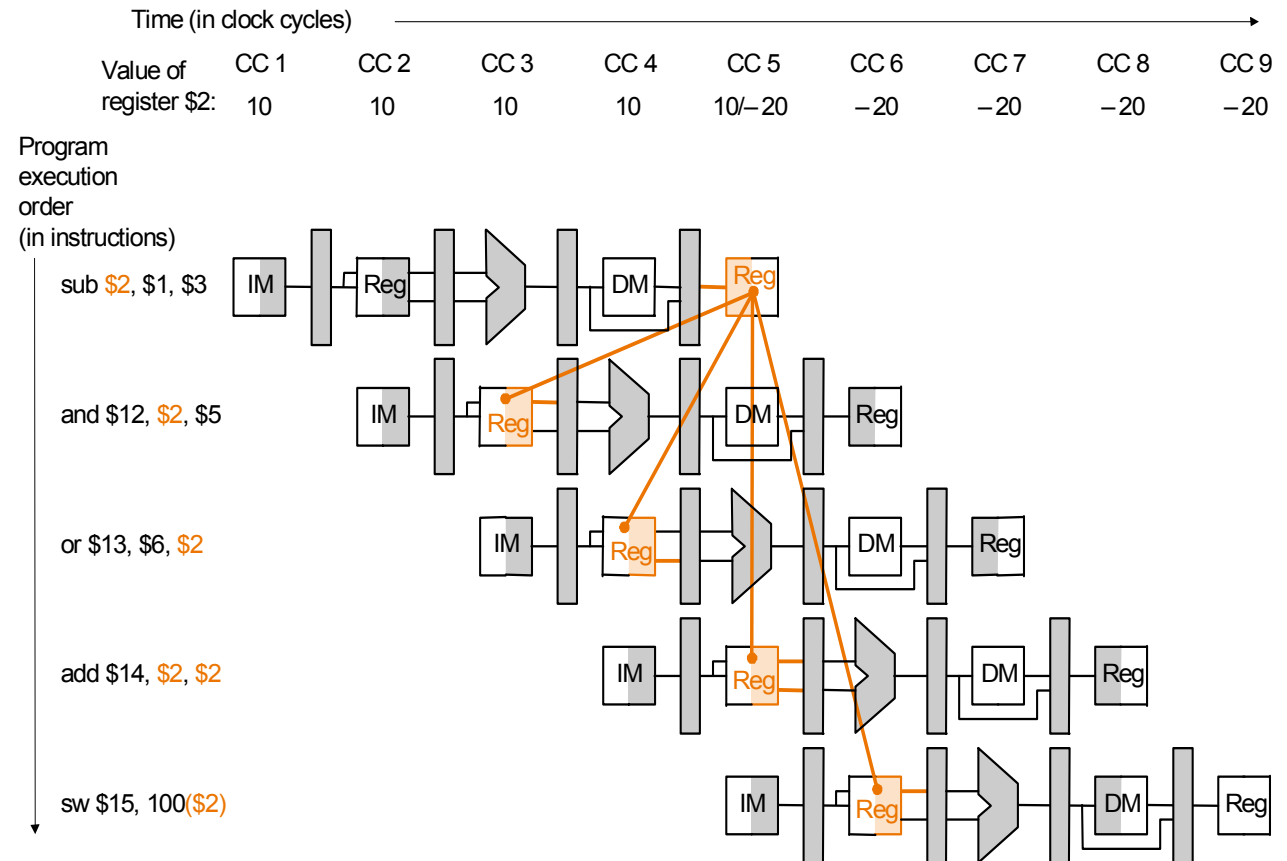 Time (in clock cycles)
CC 1 CC 2 CC 3 CC 4 CC 5 CC 6 CC 7 CC 8 CC 9
Value of
register $2:
10 10 10 10 10/–20 –20 –20 –20 –20
Program
execution
order
(in instructions)
sub $2, $1, $3
IM Reg DM Reg
and $12, $2, $5
IM Reg DM Reg
or $13, $6, $2
IM Reg DM Reg
add $14, $2, $2
IM Reg DM Reg
sw $15, 100($2)
IM Reg DM Reg